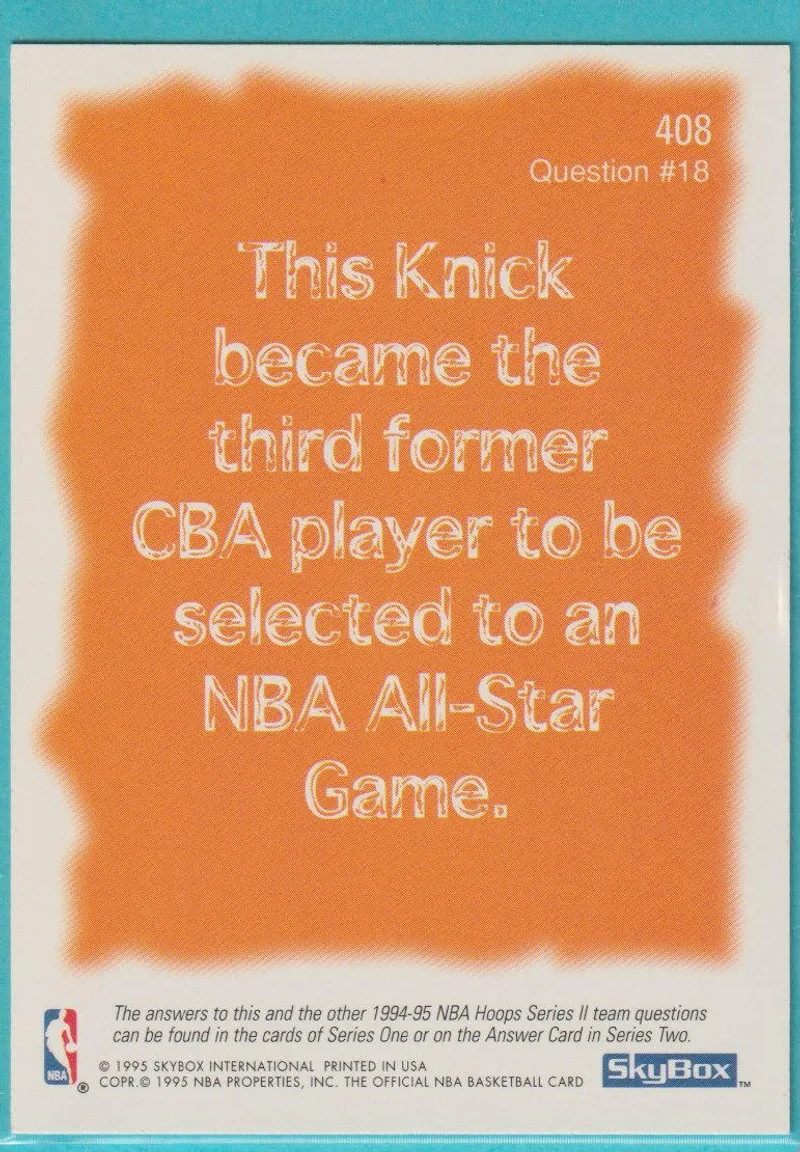 408
Question #18
This Knick
became the
third former
CBA player to be
selected to an
NBA All-Star
Game.
The answers to this and the other 1994-95 NBA Hoops Series II team questions
can be found in the cards of Series One or on the Answer Card in Series Two.
© 1995 SKYBOX INTERNATIONAL PRINTED IN USA
COPR.© 1995 NBA PROPERTIES, INC. THE OFFICIAL NBA BASKETBALL CARD
NBA ®
SkyBox ™